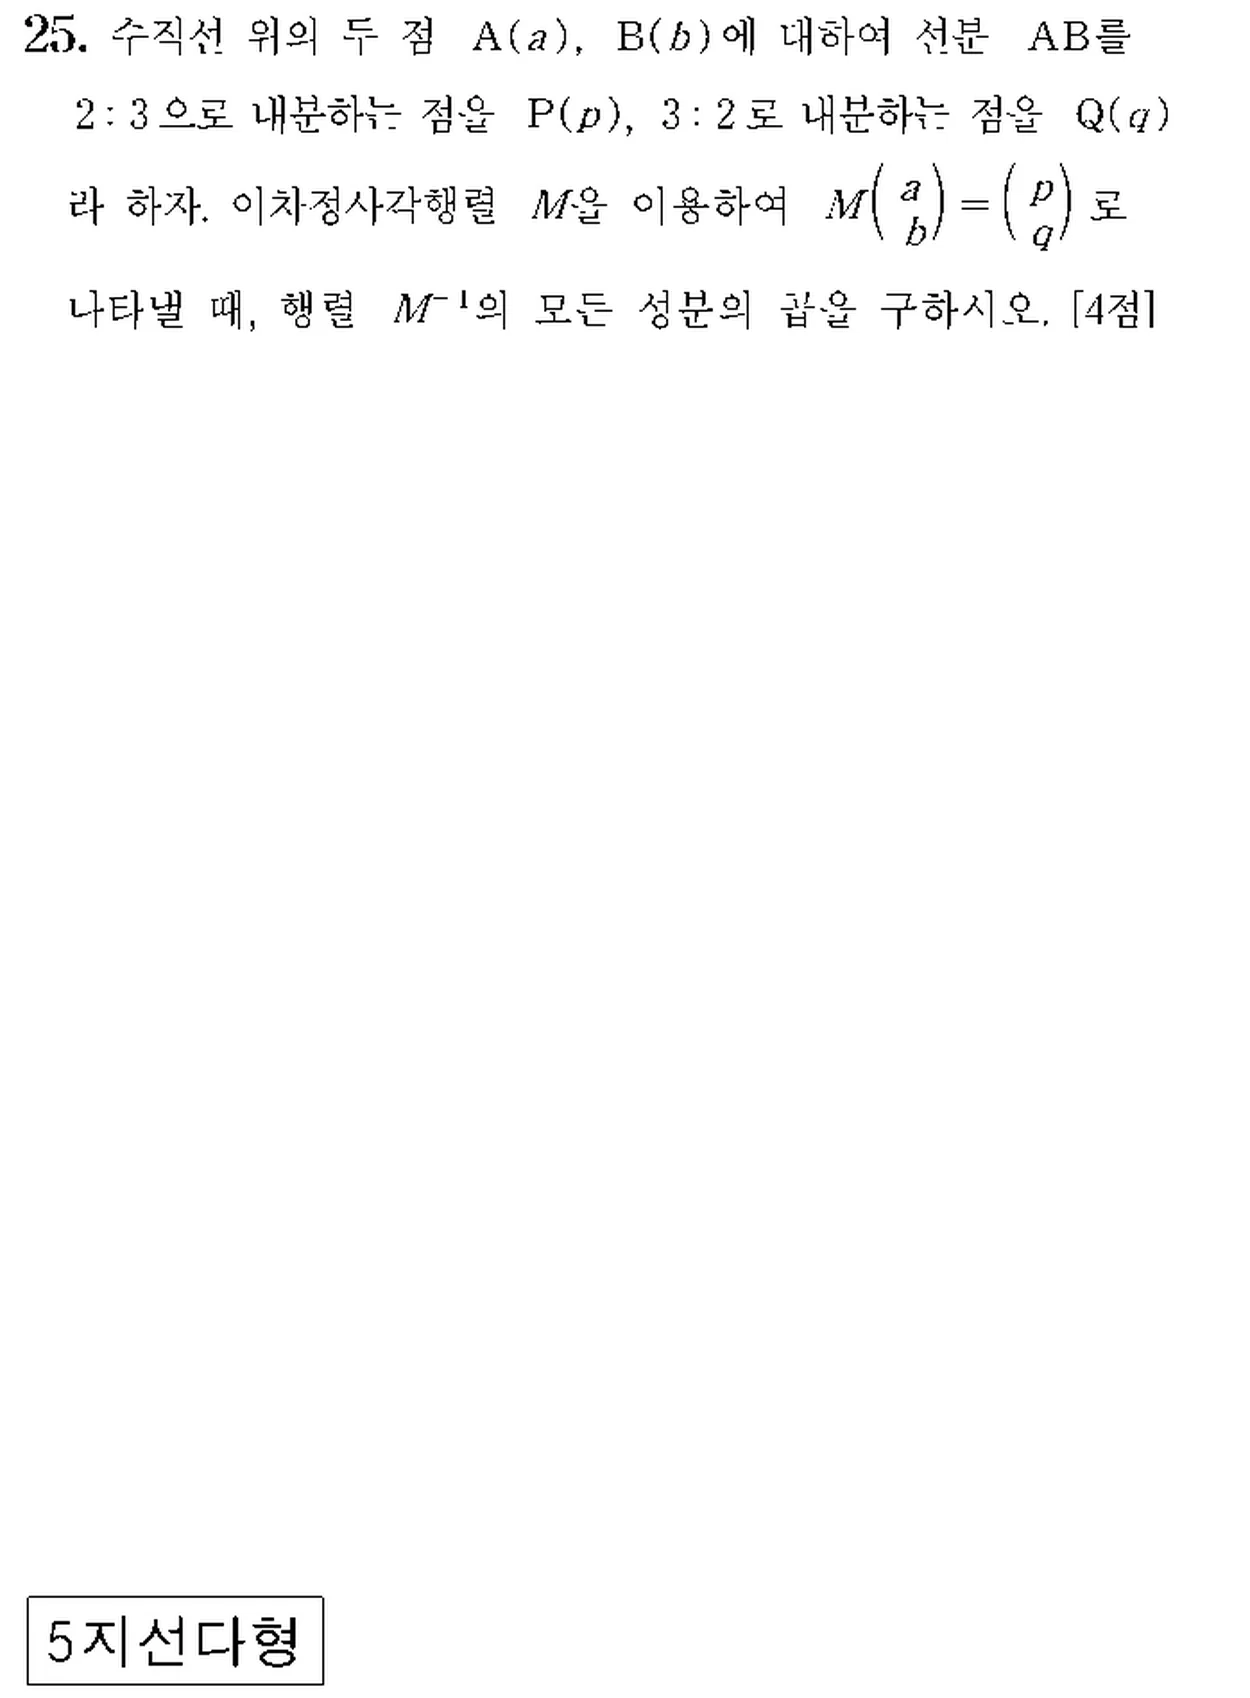 25. 수직선 위의 두 점 A(a), B(b)에 대하여 선분 AB를
2 : 3으로 내분하는 점을 P(p), 3 : 2로 내분하는 점을 Q(q)
라 하자. 이차정사각행렬 M을 이용하여 M(a b)=(p q)로
나타낼 때, 행렬 M⁻¹의 모든 성분의 곱을 구하시오. [4점]
5지선다형